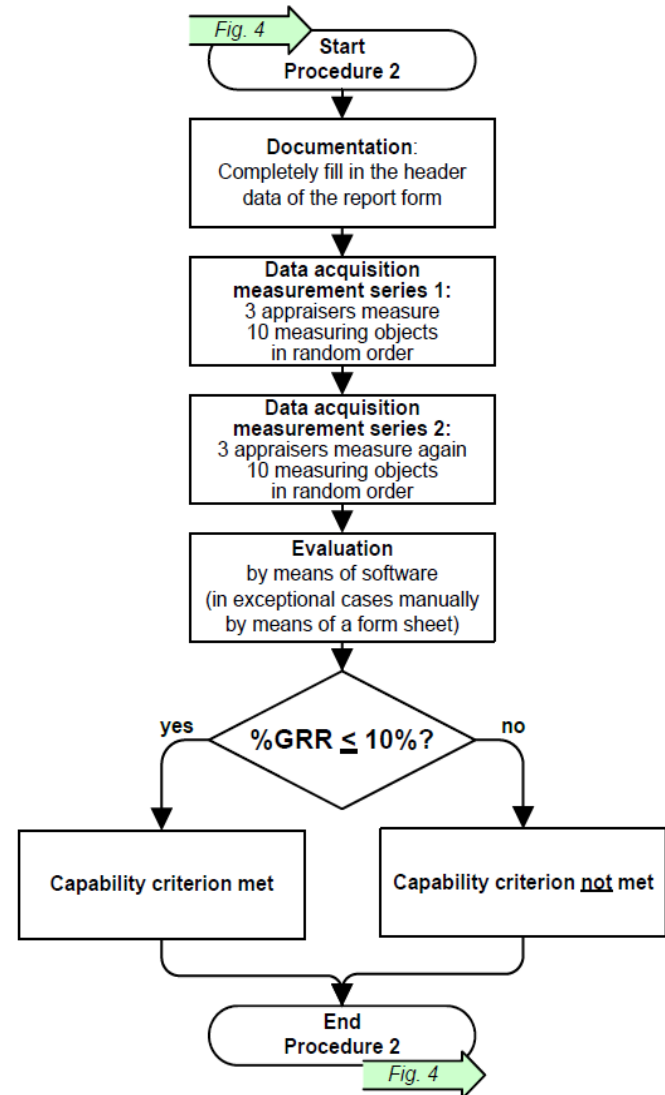 Fig. 4
Start
Procedure 2
Documentation:
Completely fill in the header
data of the report form
Data acquisition
measurement series 1:
3 appraisers measure
10 measuring objects
in random order
Data acquisition
measurement series 2:
3 appraisers measure again
10 measuring objects
in random order
Evaluation
by means of software
(in exceptional cases manually
by means of a form sheet)
yes
%GRR ≤ 10%?
no
Capability criterion met
Capability criterion not met
End
Procedure 2
Fig. 4